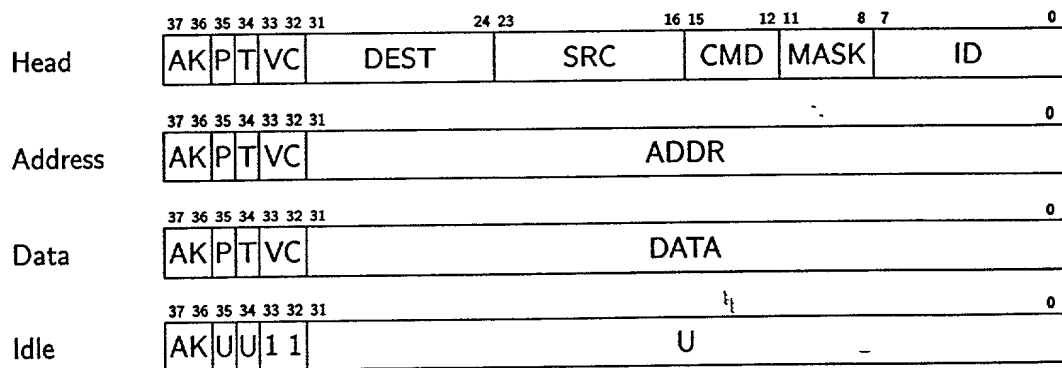 37 36 35 34 33 32 31 24 23 16 15 12 11 8 7 0
Head AK P T VC DEST SRC CMD MASK ID
37 36 35 34 33 32 31 0
Address AK P T VC ADDR
37 36 35 34 33 32 31 0
Data AK P T VC DATA
37 36 35 34 33 32 31 0
Idle AK U U 1 1 U